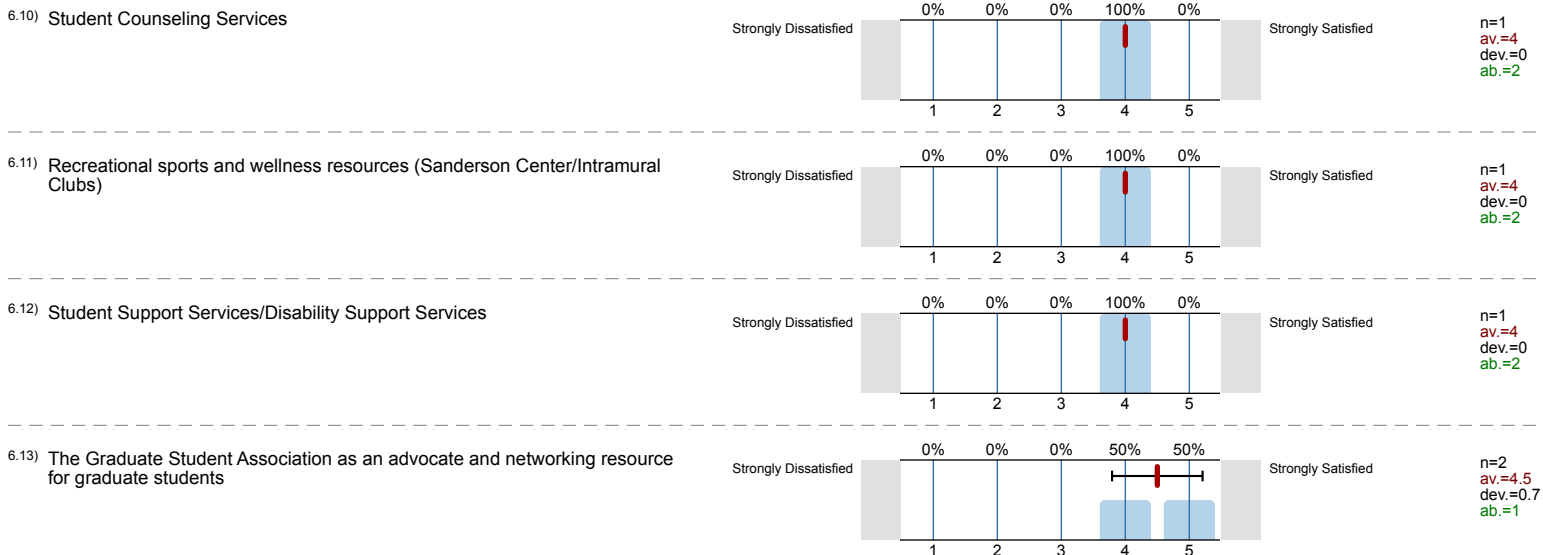 6.10) Student Counseling Services
0% 0% 0% 100% 0%
Strongly Dissatisfied
Strongly Satisfied
1 2 3 4 5
n=1
av.=4
dev.=0
ab.=2
6.11) Recreational sports and wellness resources (Sanderson Center/Intramural
Clubs)
0% 0% 0% 100% 0%
Strongly Dissatisfied
Strongly Satisfied
1 2 3 4 5
n=1
av.=4
dev.=0
ab.=2
6.12) Student Support Services/Disability Support Services
0% 0% 0% 100% 0%
Strongly Dissatisfied
Strongly Satisfied
1 2 3 4 5
n=1
av.=4
dev.=0
ab.=2
6.13) The Graduate Student Association as an advocate and networking resource
for graduate students
0% 0% 0% 50% 50%
Strongly Dissatisfied
Strongly Satisfied
1 2 3 4 5
n=2
av.=4.5
dev.=0.7
ab.=1